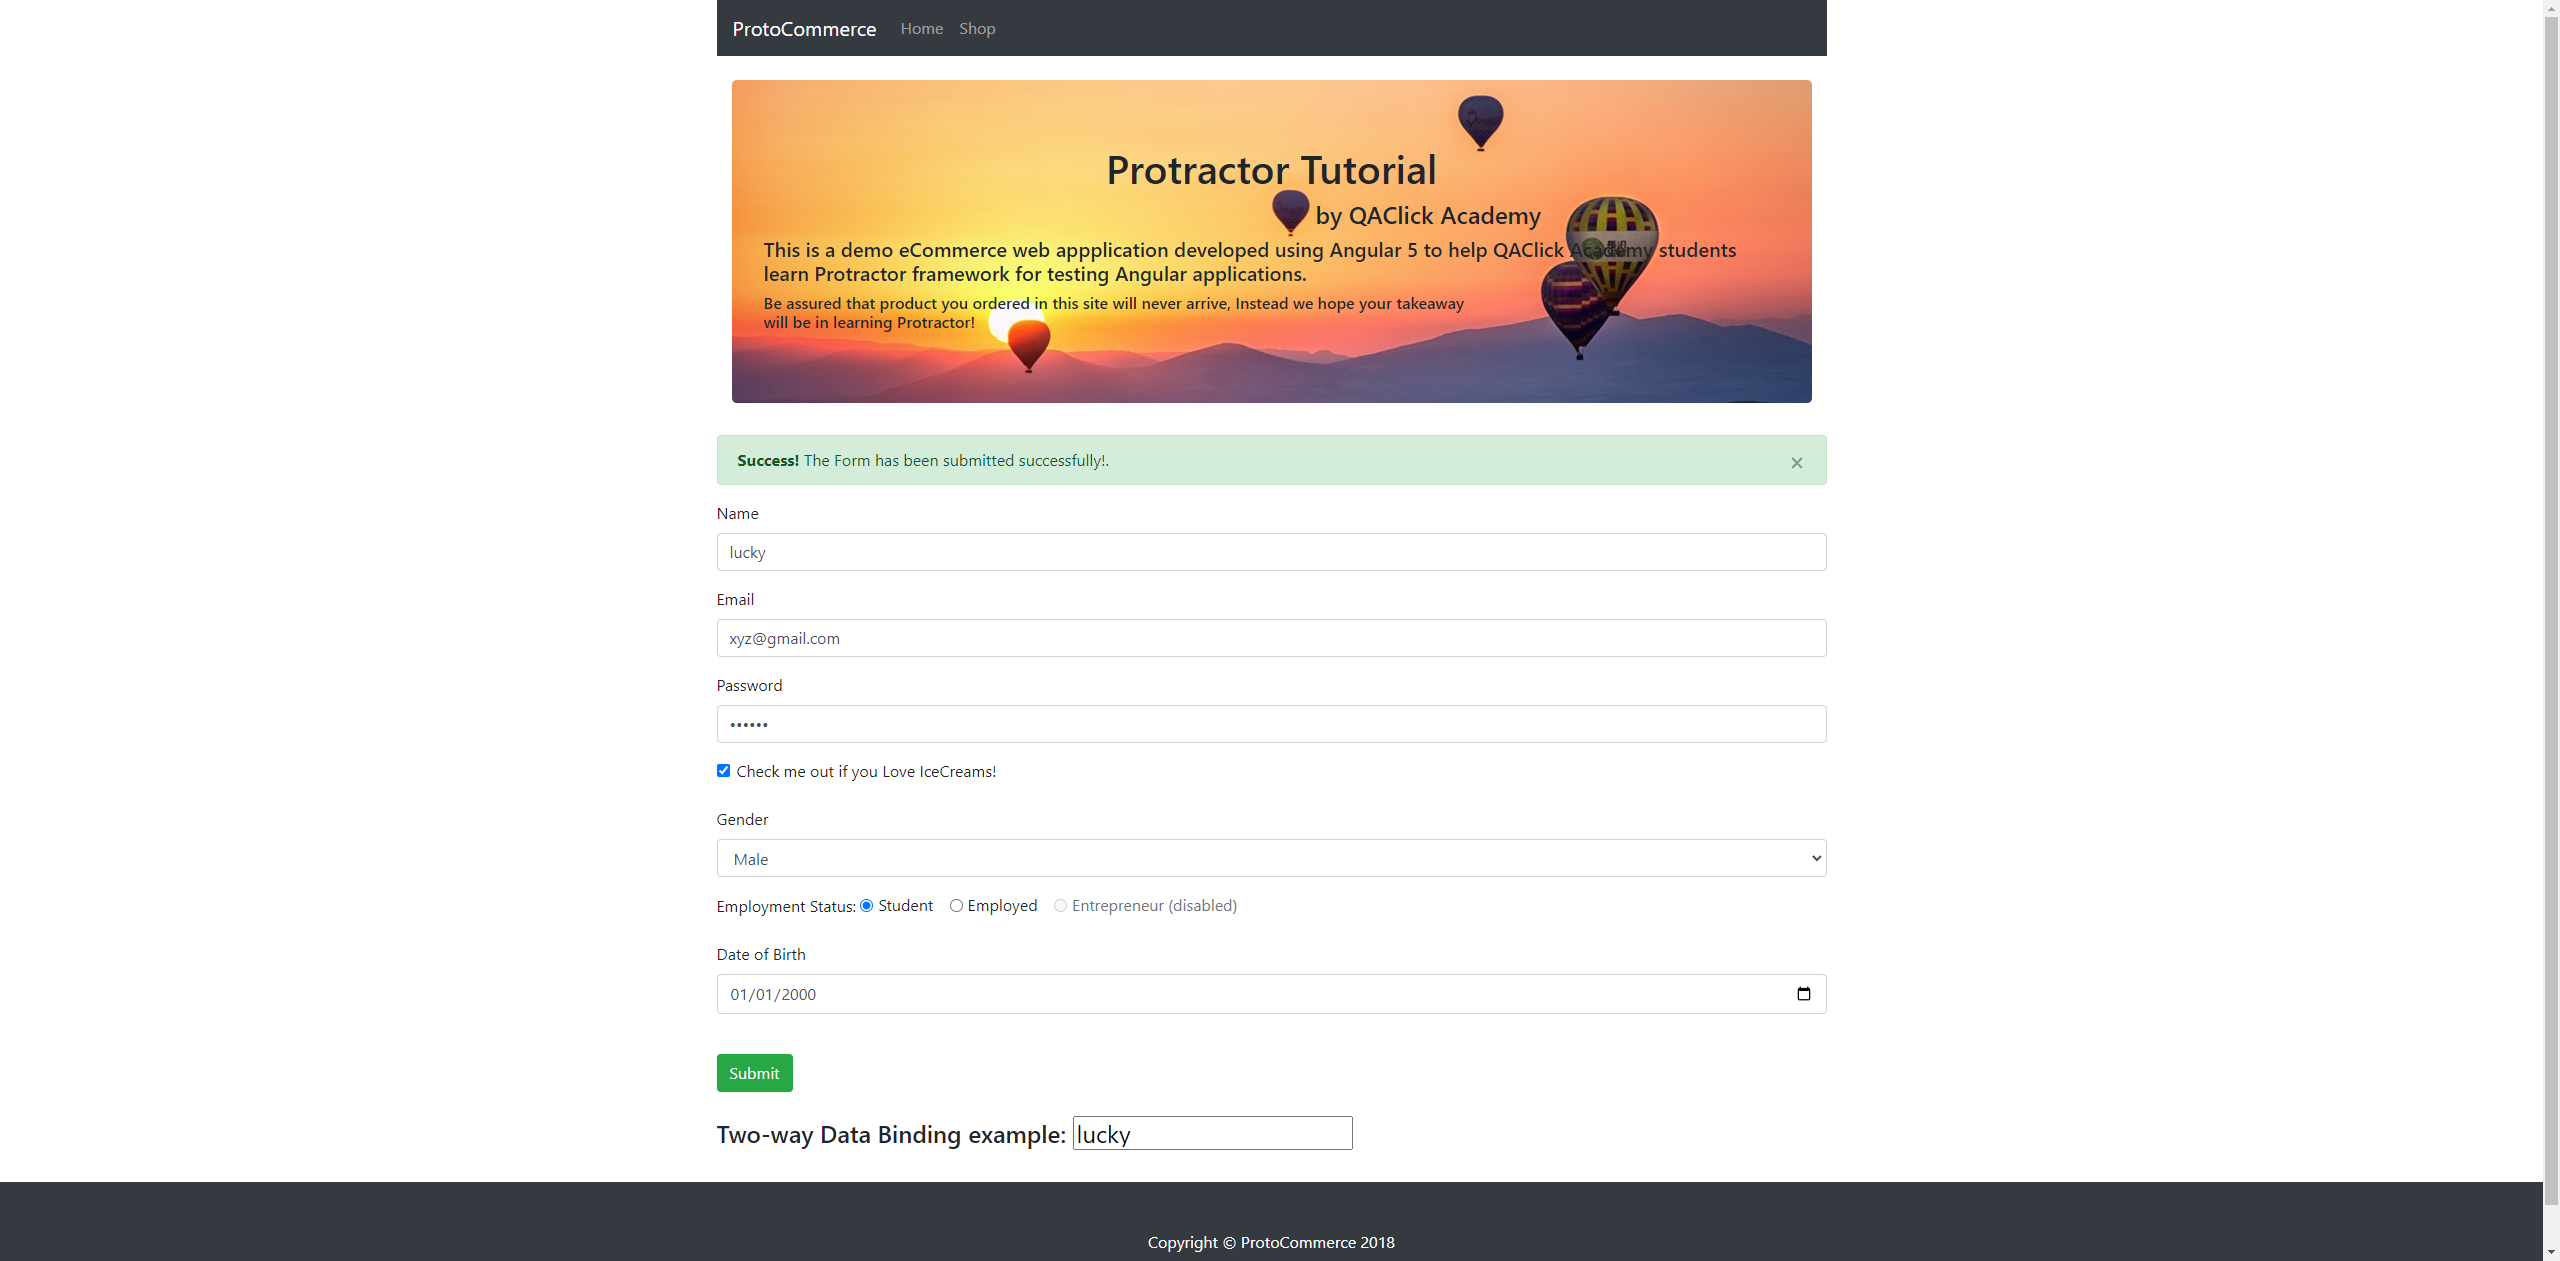 ProtoCommerce Home Shop
Protractor Tutorial
by QAClick Academy
This is a demo eCommerce web appplication developed using Angular 5 to help QAClick Academy students
learn Protractor framework for testing Angular applications.
Be assured that product you ordered in this site will never arrive, Instead we hope your takeaway
will be in learning Protractor!
Success! The Form has been submitted successfully!. ×
Name
lucky
Email
xyz@gmail.com
Password
••••••
Check me out if you Love IceCreams!
Gender
Male
Employment Status: Student Employed Entrepreneur (disabled)
Date of Birth
01/01/2000
Submit
Two-way Data Binding example: lucky
Copyright © ProtoCommerce 2018